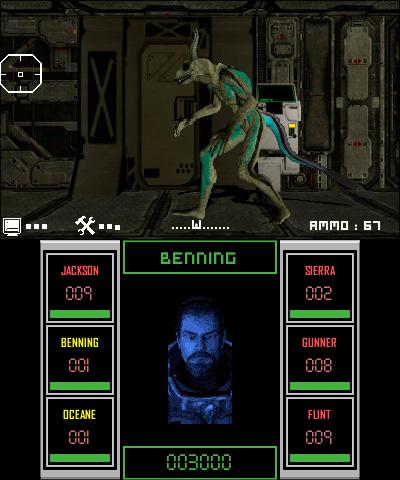 .....W.......
AMMO : 67
BENNING
JACKSON
009
SIERRA
002
BENNING
001
GUNNER
008
OCEANE
001
FLINT
009
003000